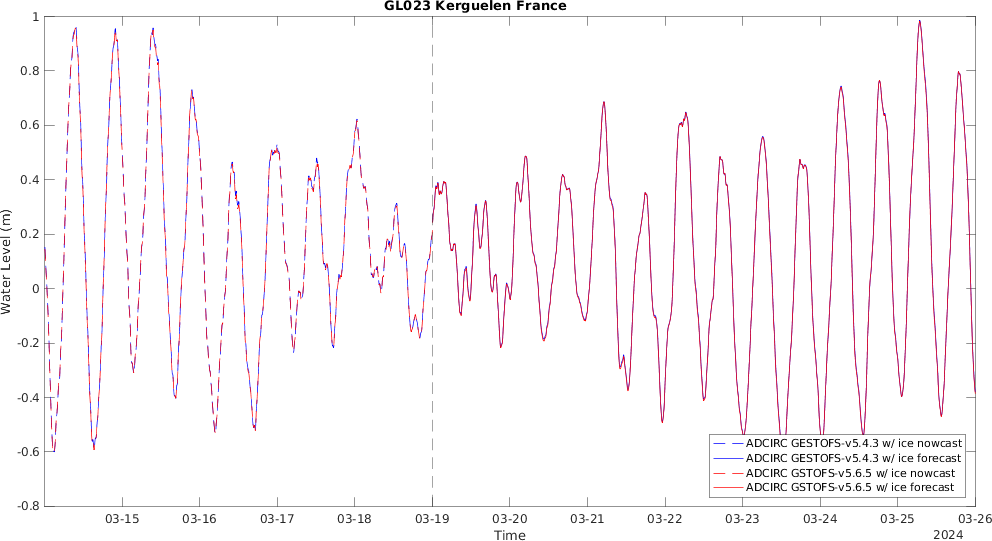 GL023 Kerguelen France
Water Level (m)
1
0.8
0.6
0.4
0.2
0
-0.2
-0.4
-0.6
-0.8
03-15 03-16 03-17 03-18 03-19 03-20 03-21 03-22 03-23 03-24 03-25 03-26
Time
2024
ADCIRC GESTOFS-v5.4.3 w/ ice nowcast
ADCIRC GESTOFS-v5.4.3 w/ ice forecast
ADCIRC GSTOFS-v5.6.5 w/ ice nowcast
ADCIRC GSTOFS-v5.6.5 w/ ice forecast